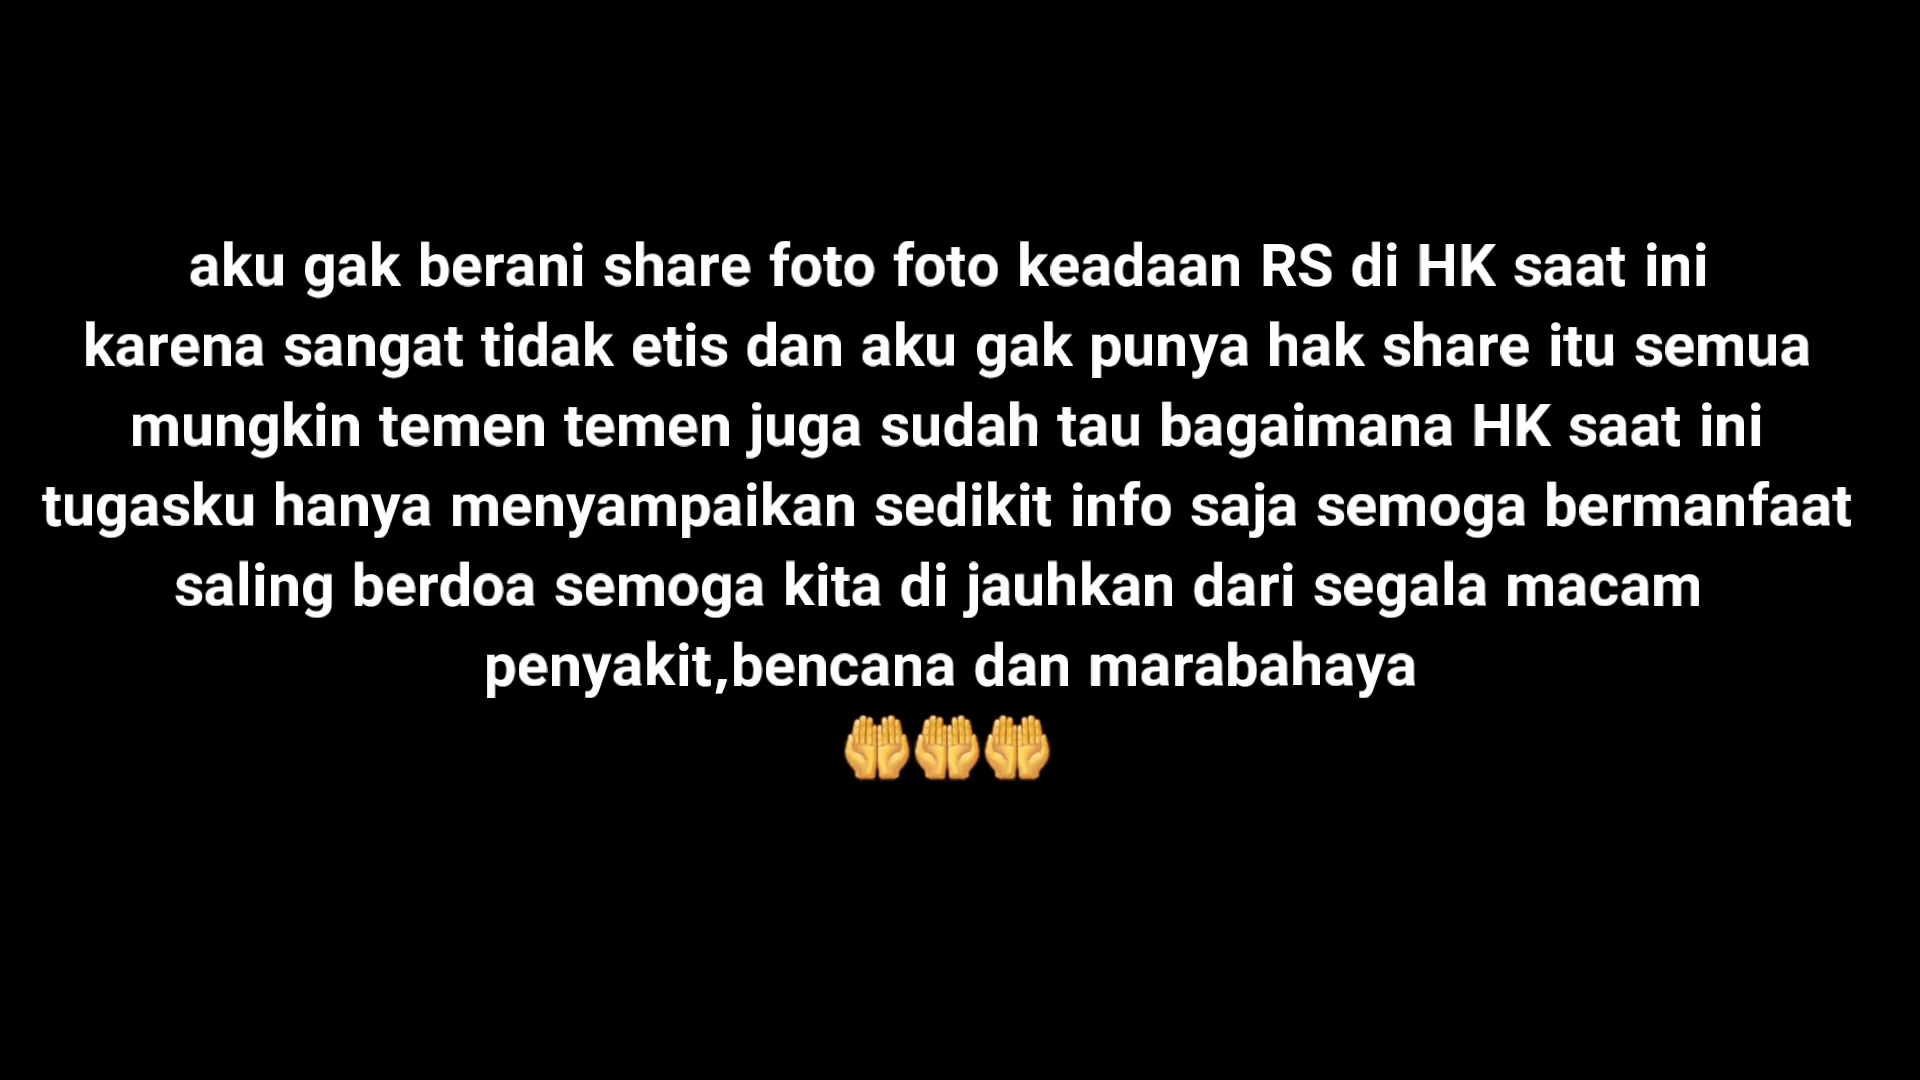 aku gak berani share foto foto keadaan RS di HK saat ini
karena sangat tidak etis dan aku gak punya hak share itu semua
mungkin temen temen juga sudah tau bagaimana HK saat ini
tugasku hanya menyampaikan sedikit info saja semoga bermanfaat
saling berdoa semoga kita di jauhkan dari segala macam
penyakit,bencana dan marabahaya
🤲🤲🤲